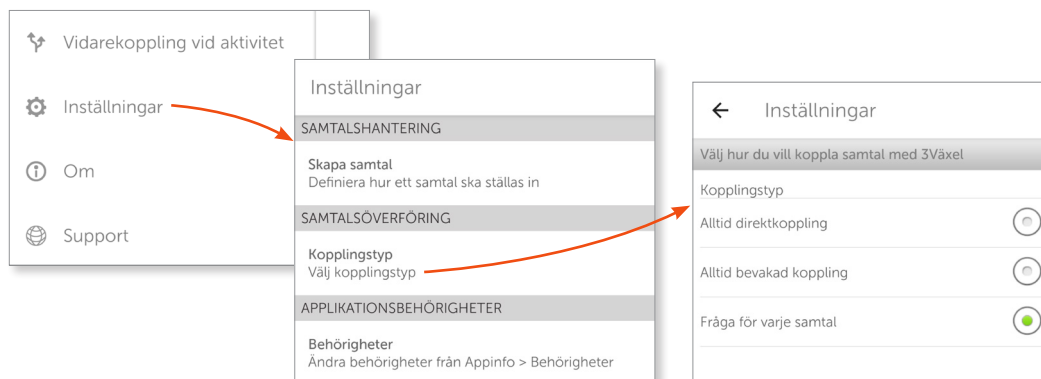 Vidarekoppling vid aktivitet
Inställningar
Om
Support
Inställningar
SAMTALSHANTERING
Skapa samtal
Definiera hur ett samtal ska ställas in
SAMTALSÖVERFÖRING
Kopplingstyp
Välj kopplingstyp
APPLIKATIONSBEHÖRIGHETER
Behörigheter
Ändra behörigheter från Appinfo > Behörigheter
Inställningar
Välj hur du vill koppla samtal med 3Växel
Kopplingstyp
Alltid direktkoppling
Alltid bevakad koppling
Fråga för varje samtal